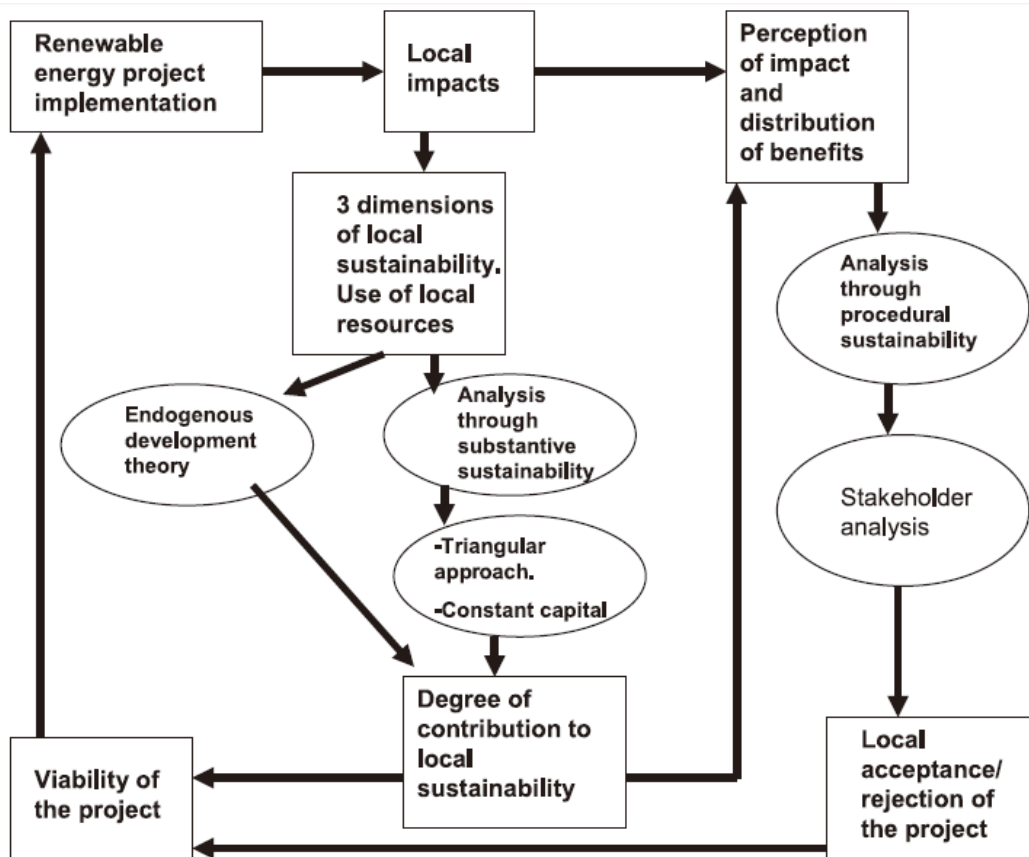 Renewable
energy project
implementation
Local
impacts
Perception
of impact
and
distribution
of benefits
3 dimensions
of local
sustainability.
Use of local
resources
Analysis
through
procedural
sustainability
Endogenous
development
theory
Analysis
through
substantive
sustainability
Stakeholder
analysis
-Triangular
approach.
-Constant capital
Degree of
contribution to
local
sustainability
Viability of
the project
Local
acceptance/
rejection of
the project